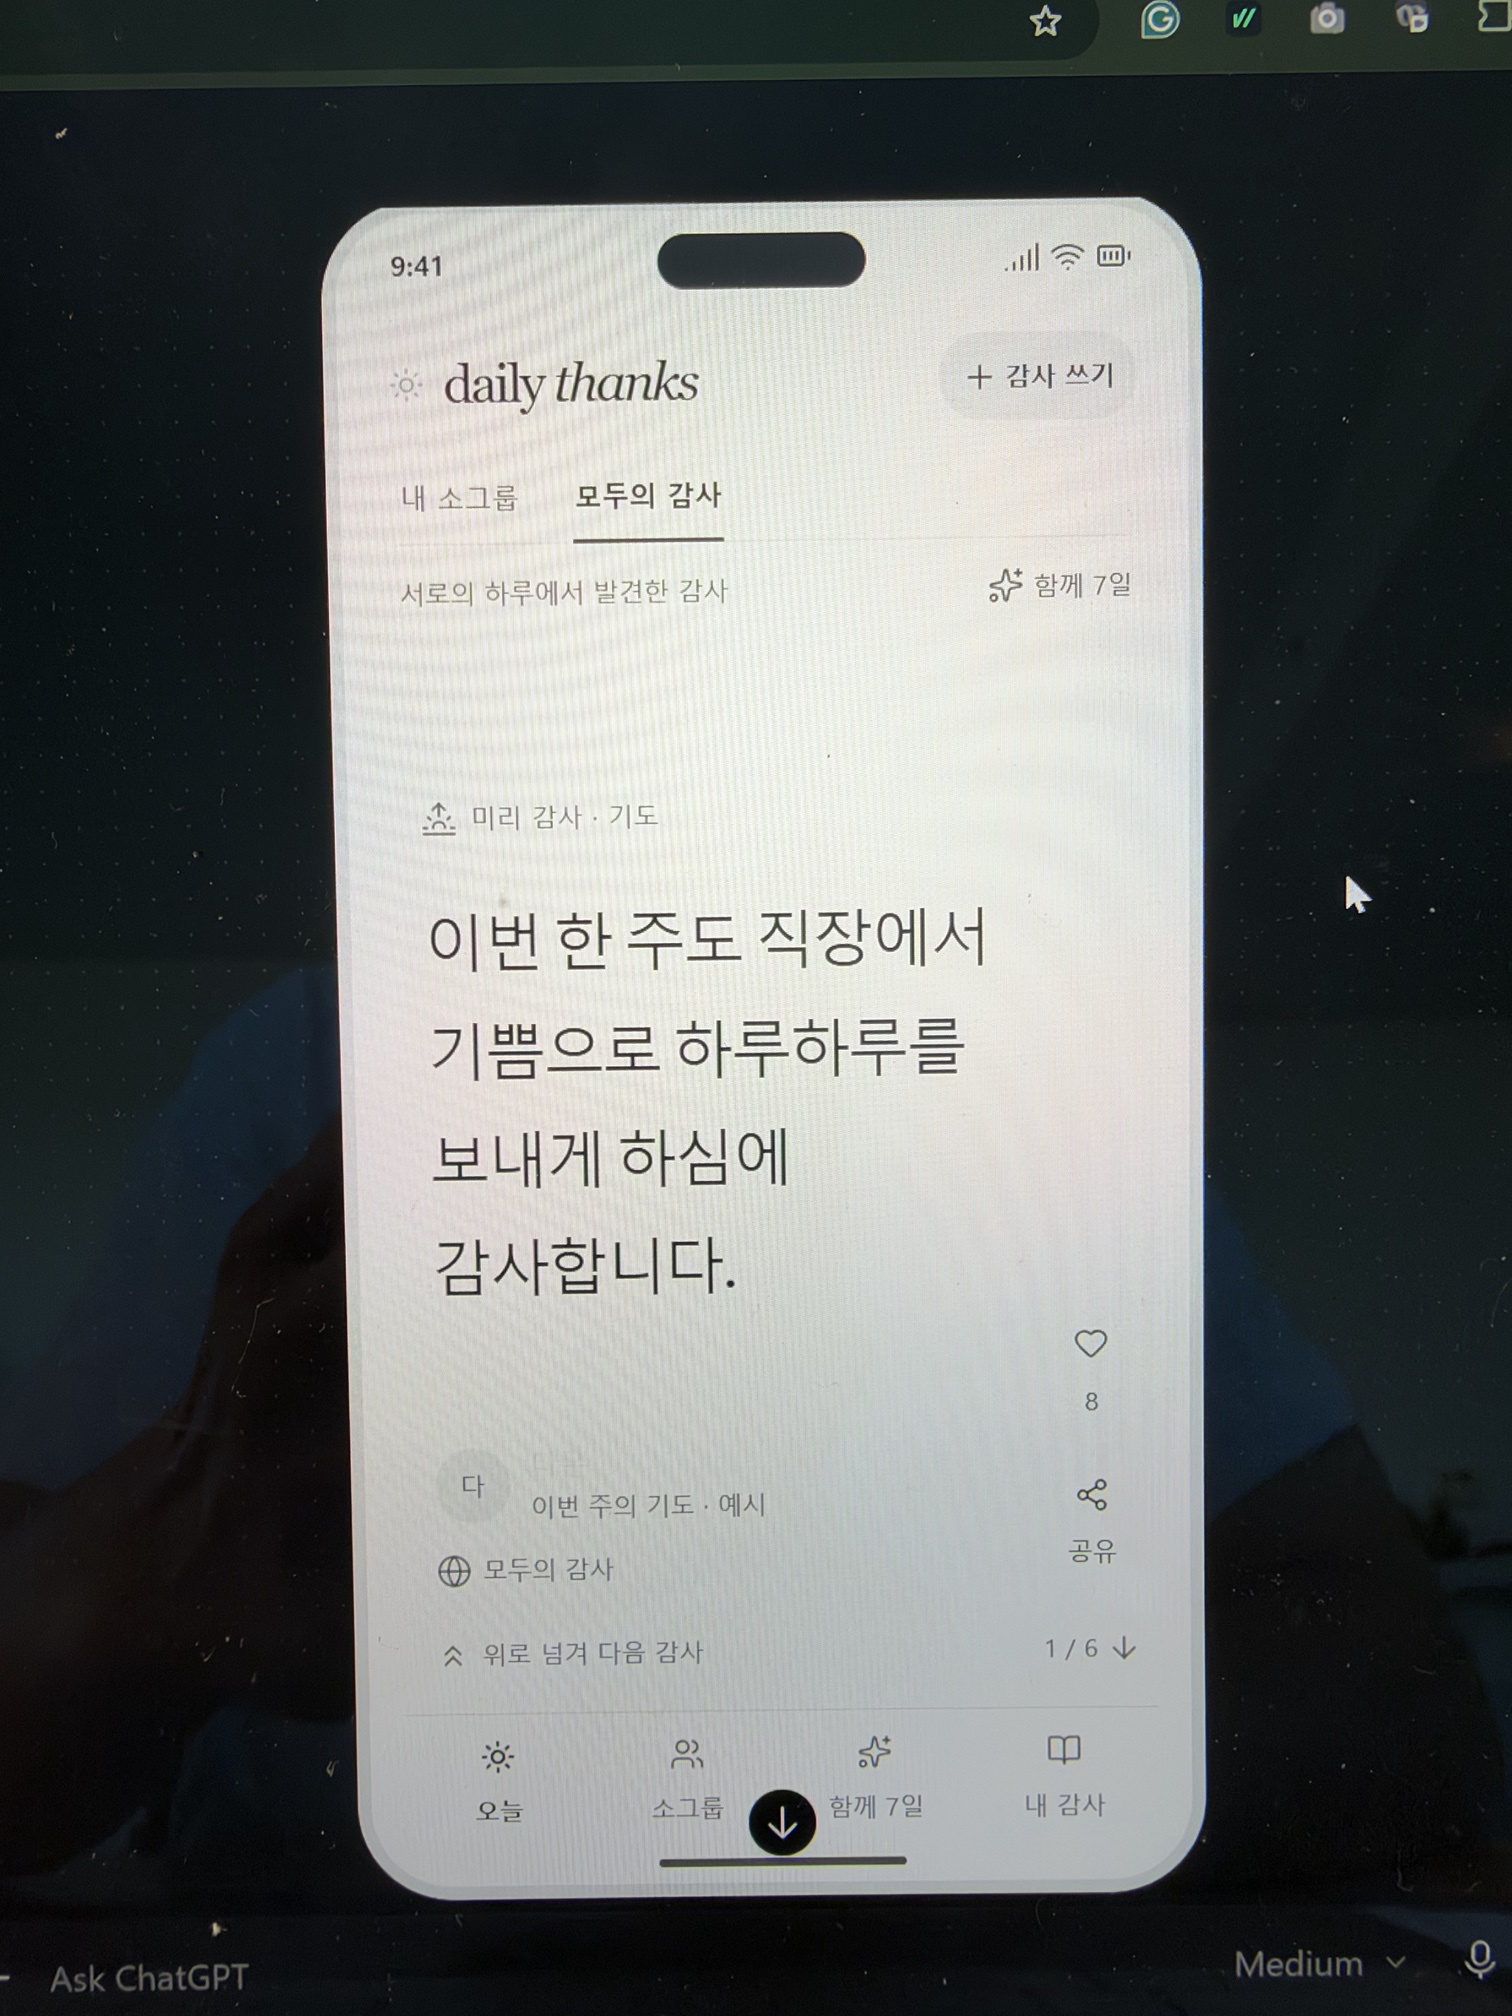 9:41
daily thanks
+ 감사 쓰기
내 소그룹 모두의 감사
서로의 하루에서 발견한 감사
함께 7일
미리 감사 · 기도
이번 한 주도 직장에서
기쁨으로 하루하루를
보내게 하심에
감사합니다.
8
다
이번 주의 기도 · 예시
공유
모두의 감사
위로 넘겨 다음 감사
1 / 6
오늘 소그룹 함께 7일 내 감사
Ask ChatGPT
Medium